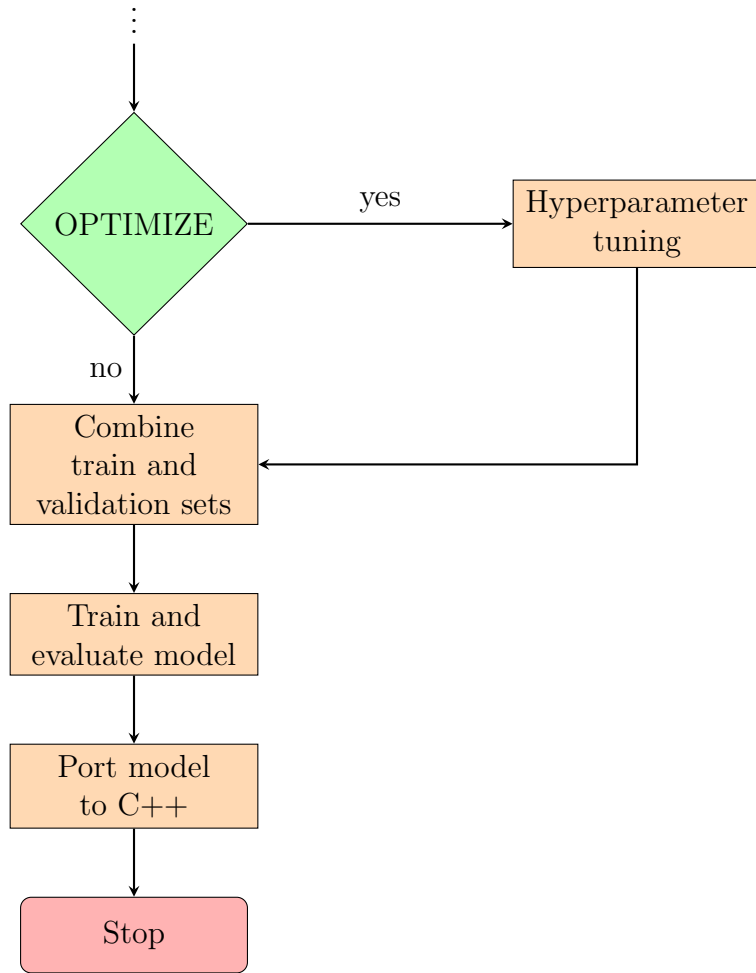 OPTIMIZE
yes
Hyperparameter
tuning
no
Combine
train and
validation sets
Train and
evaluate model
Port model
to C++
Stop